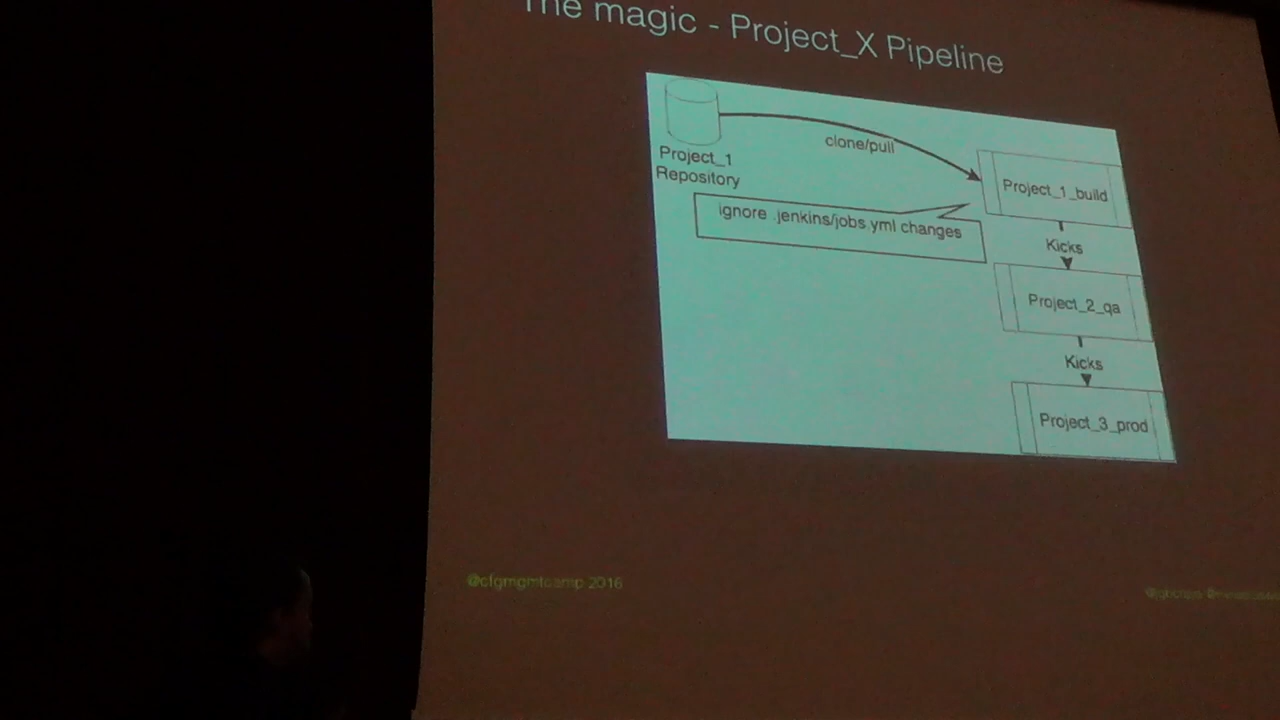 The magic - Project_X Pipeline
clone/pull
Project_1
Repository
Project_1_build
ignore .jenkins/jobs.yml changes
Kicks
Project_2_qa
Kicks
Project_3_prod
@cfgmgmtcamp 2016